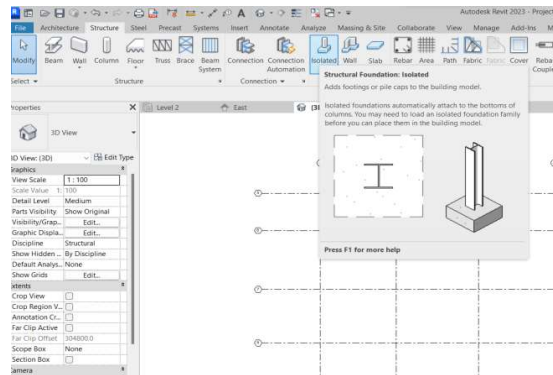 Autodesk Revit 2023 - Projec
File Architecture Structure Steel Precast Systems Insert Annotate Analyze Massing & Site Collaborate View Manage Add-Ins M
Modify Beam Wall Column Floor Truss Brace Beam System Connection Connection Automation Isolated Wall Slab Rebar Area Path Fabric Fabric Cover Rebar Couple
Select Structure Connection
Properties Level 2 East
3D View
3D View: (3D) Edit Type
Graphics
View Scale 1 : 100
Scale Value 1: 100
Detail Level Medium
Parts Visibility Show Original
Visibility/Grap... Edit...
Graphic Displa... Edit...
Discipline Structural
Show Hidden ... By Discipline
Default Analys... None
Show Grids Edit...
Extents
Crop View
Crop Region V...
Annotation Cr...
Far Clip Active
Far Clip Offset 304800.0
Scope Box None
Section Box
Camera
Structural Foundation: Isolated
Adds footings or pile caps to the building model.
Isolated foundations automatically attach to the bottoms of
columns. You may need to load an isolated foundation family
before you can place them in the building model.
Press F1 for more help